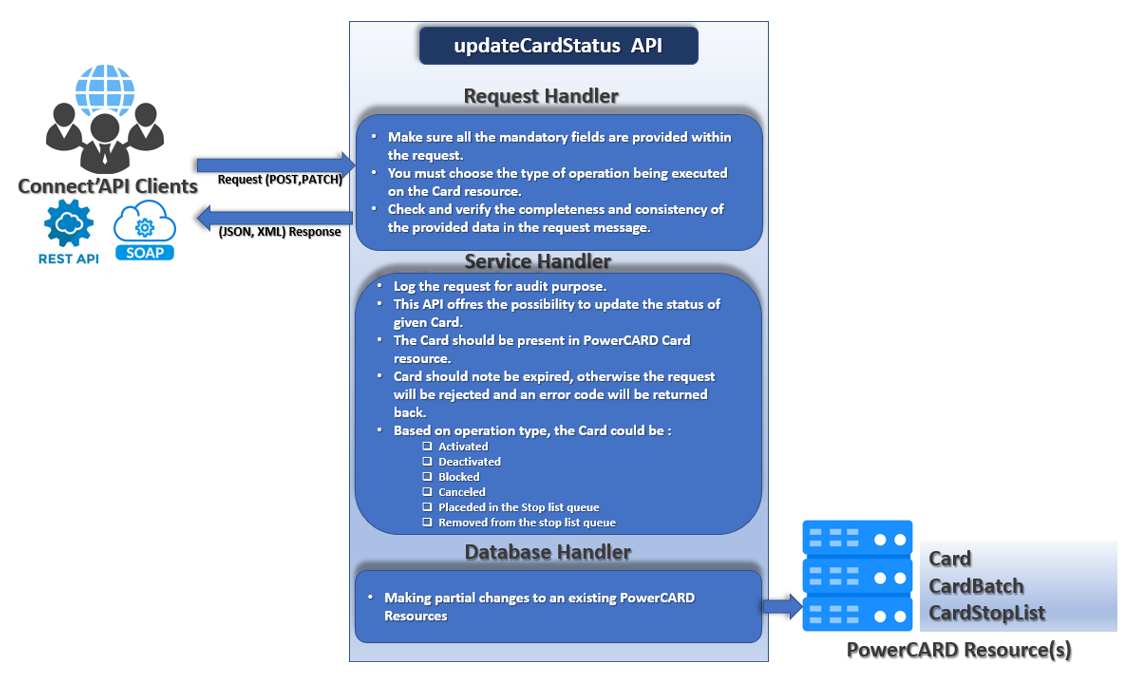 updateCardStatus API
Request Handler
• Make sure all the mandatory fields are provided within
the request.
• You must choose the type of operation being executed
on the Card resource.
• Check and verify the completeness and consistency of
the provided data in the request message.
Connect'API Clients
REST API
SOAP
Request (POST,PATCH)
(JSON, XML) Response
Service Handler
• Log the request for audit purpose.
• This API offres the possibility to update the status of
given Card.
• The Card should be present in PowerCARD Card
resource.
• Card should note be expired, otherwise the request
will be rejected and an error code will be returned
back.
• Based on operation type, the Card could be :
❑ Activated
❑ Deactivated
❑ Blocked
❑ Canceled
❑ Placeded in the Stop list queue
❑ Removed from the stop list queue
Database Handler
• Making partial changes to an existing PowerCARD
Resources
Card
CardBatch
CardStopList
PowerCARD Resource(s)